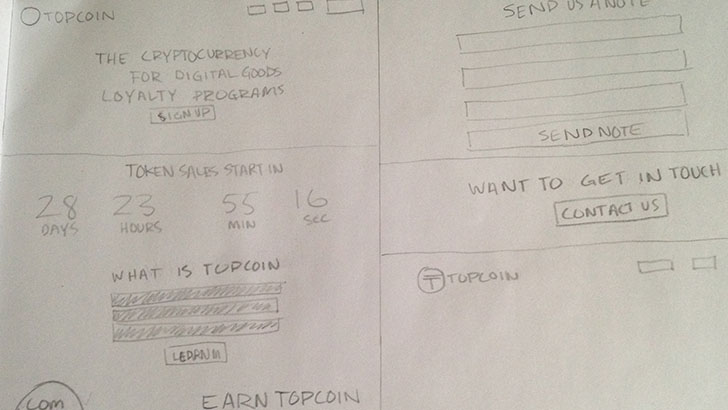 TOPCOIN
THE CRYPTOCURRENCY
FOR DIGITAL GOODS
LOYALTY PROGRAMS
SIGN UP
TOKEN SALES START IN
28 23 55 16
DAYS HOURS MIN SEC
WHAT IS TOPCOIN
EARN TOPCOIN
COM
SEND US A NOTE
SEND NOTE
WANT TO GET IN TOUCH
CONTACT US
TOPCOIN